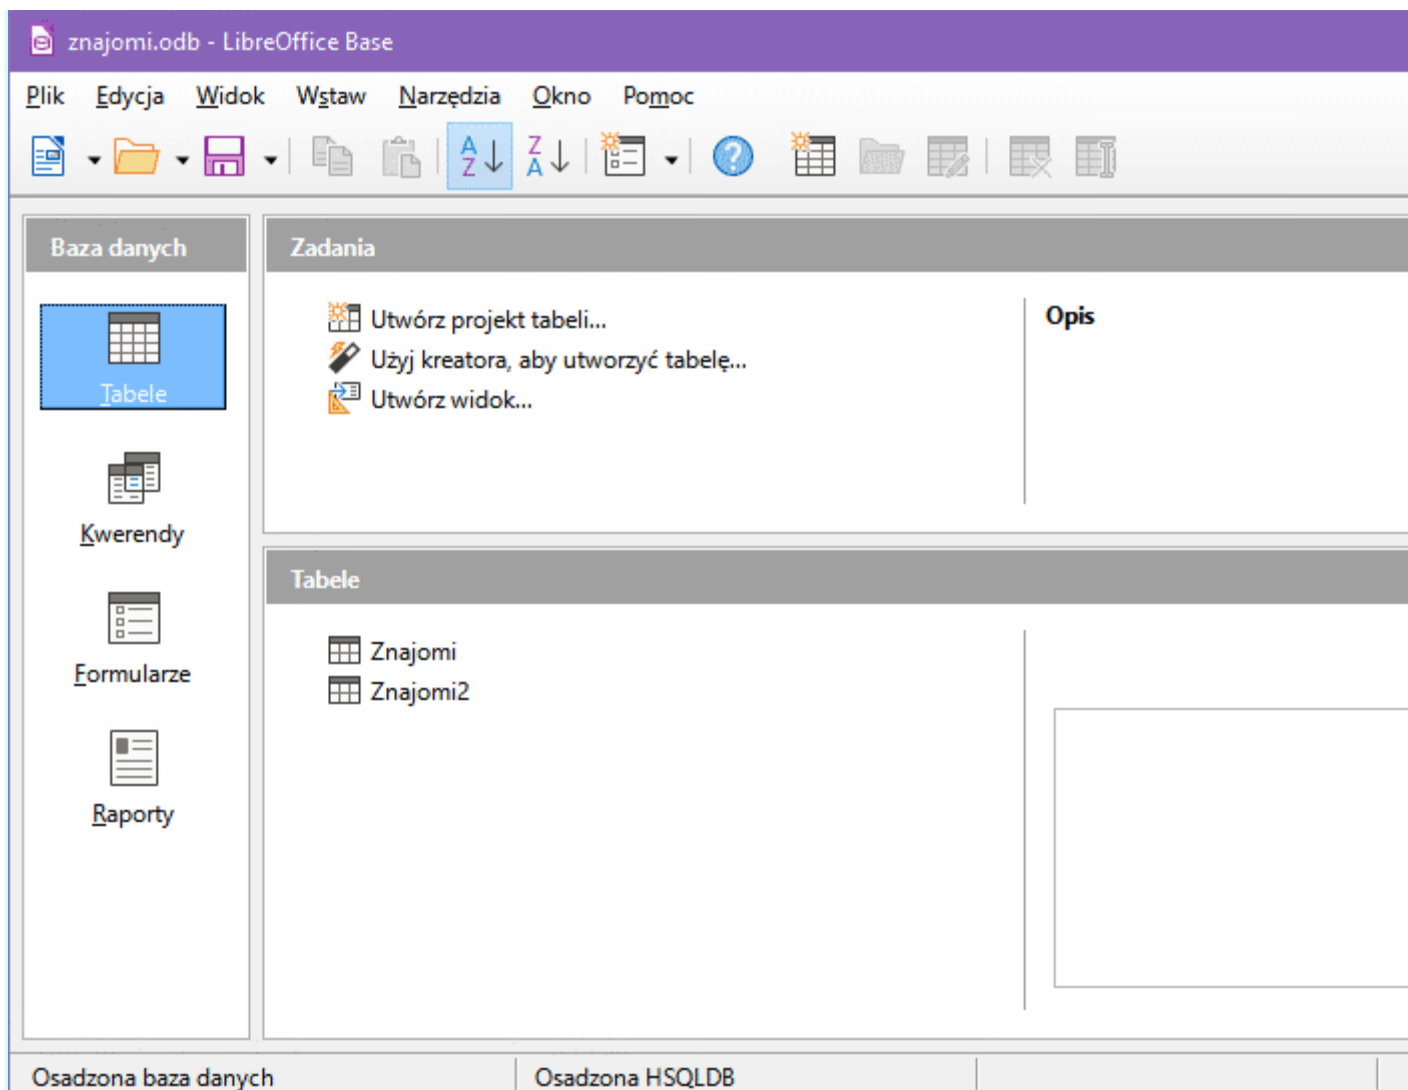 znajomi.odb - LibreOffice Base
Plik Edycja Widok Wstaw Narzędzia Okno Pomoc
Baza danych
Tabele
Kwerendy
Formularze
Raporty
Zadania
Utwórz projekt tabeli...
Użyj kreatora, aby utworzyć tabelę...
Utwórz widok...
Opis
Tabele
Znajomi
Znajomi2
Osadzona baza danych
Osadzona HSQLDB